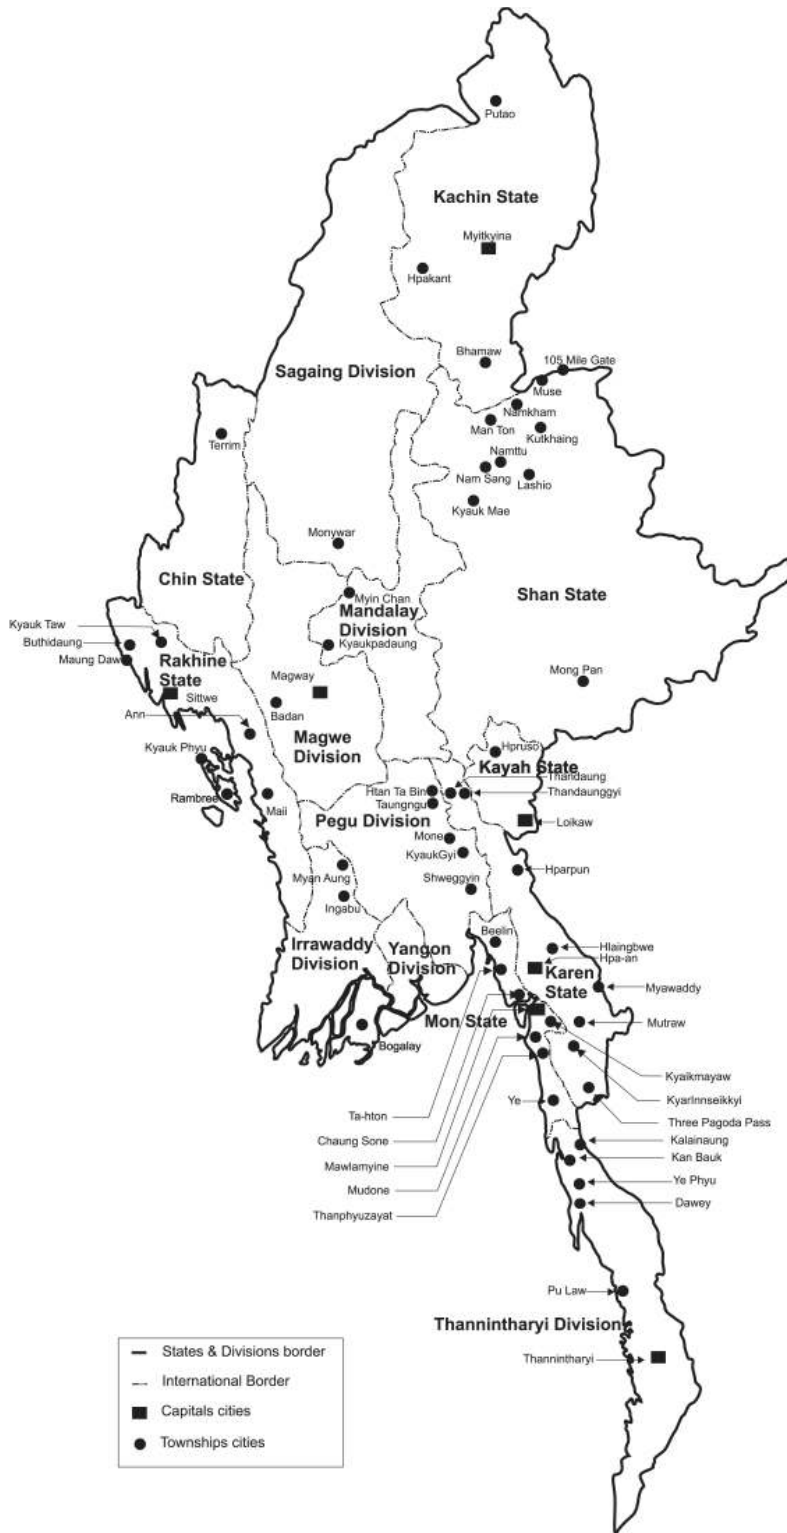 Putao
Kachin State
Myitkyina
Hpakant
Bhamaw
105 Mile Gate
Sagaing Division
Muse
Namkham
Man Ton
Kutkhaing
Terrim
Namttu
Nam Sang
Lashio
Kyauk Mae
Monywar
Chin State
Myin Chan
Shan State
Mandalay
Division
Kyauk Taw
Buthidaung
Kyaukpadaung
Maung Daw
Rakhine
State
Magway
Mong Pan
Sittwe
Badan
Ann
Magwe
Division
Kyauk Phyu
Hpruso
Kayah State
Thandaung
Rambree
Maii
Htan Ta Bin
Thandaunggyi
Taungngu
Pegu Division
Loikaw
Mone
KyaukGyi
Myan Aung
Hparpun
Shweggyin
Ingabu
Beelin
Irrawaddy
Division
Yangon
Division
Hlaingbwe
Hpa-an
Karen
State
Myawaddy
Mon State
Mutraw
Bogalay
Kyaikmayaw
Ye
KyarInnseikkyi
Ta-hton
Three Pagoda Pass
Chaung Sone
Kalainaung
Mawlamyine
Kan Bauk
Mudone
Ye Phyu
Thanphyuzayat
Dawey
Pu Law
Thannintharyi Division
Thannintharyi
States & Divisions border
International Border
Capitals cities
Townships cities